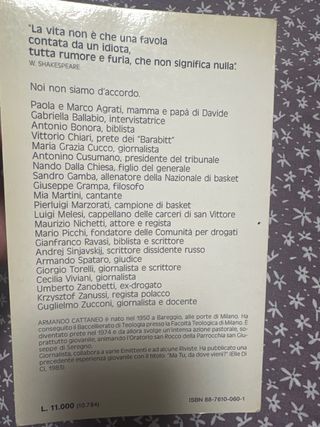 "La vita non è che una favola
contata da un idiota,
tutta rumore e furia, che non significa nulla".
W. SHAKESPEARE
Noi non siamo d'accordo.
Paola e Marco Agrati, mamma e papà di Davide
Gabriella Ballabio, intervistatrice
Antonio Bonora, biblista
Vittorio Chiari, prete dei "Barabitt"
Maria Grazia Cucco, giornalista
Antonino Cusumano, presidente del tribunale
Nando Dalla Chiesa, figlio del generale
Sandro Gamba, allenatore della Nazionale di basket
Giuseppe Grampa, filosofo
Mia Martini, cantante
Pierluigi Marzorati, campione di basket
Luigi Melesi, cappellano delle carceri di san Vittore
Maurizio Nichetti, attore e regista
Mario Picchi, fondatore delle Comunità per drogati
Gianfranco Ravasi, biblista e scrittore
Andrej Sinjavskij, scrittore dissidente russo
Armando Spataro, giudice
Giorgio Torelli, giornalista e scrittore
Cecilia Viviani, giornalista
Umberto Zanobetti, ex-drogato
Krzysztof Zanussi, regista polacco
Guglielmo Zucconi, giornalista e docente
ARMANDO CATTANEO è nato nel 1950 a Bareggio, alle porte di Milano. Ha
conseguito il Baccellierato di Teologia presso la Facoltà Teologica di Milano. È
diventato prete nel 1974 e da allora svolge un'intensa azione pastorale, so-
prattutto giovanile, animando l'Oratorio san Rocco della Parrocchia san Giu-
seppe di Seregno.
Giornalista, collabora a varie Emittenti e ad alcune Riviste. Ha pubblicato una
precedente esperienza giovanile con il titolo: "Ma Tu, da dove vieni?" (Elle Di
Ci, 1983).
L. 11.000 (10.784)
ISBN 88-7610-060-1